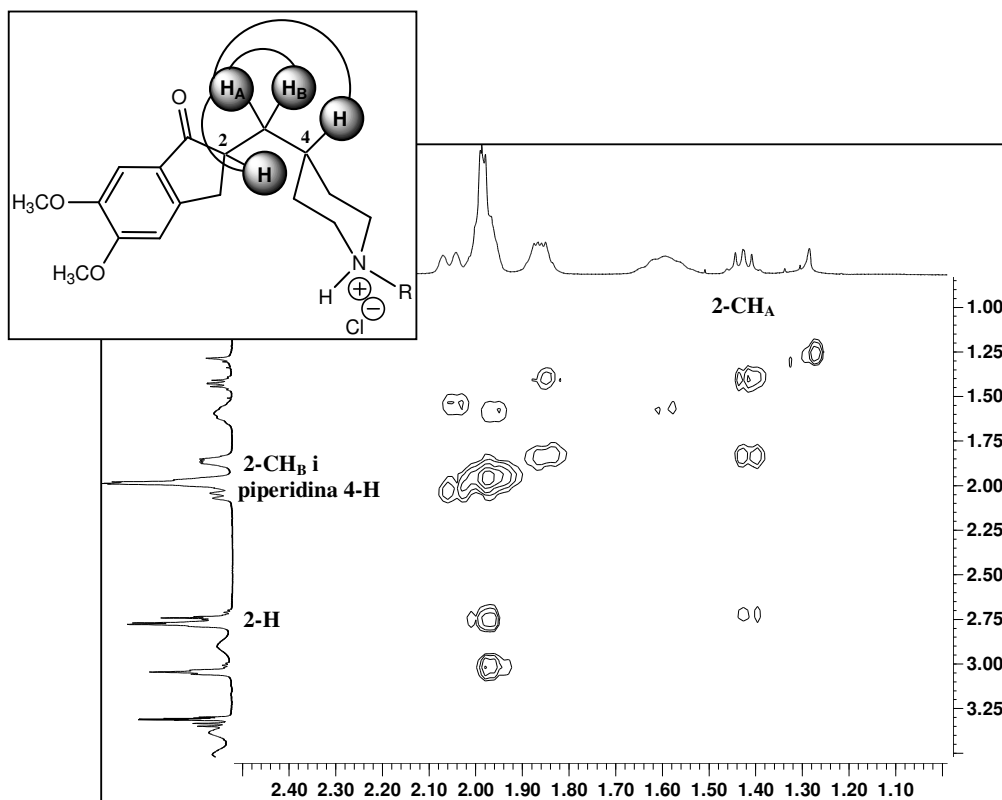 O
H_A
H_B
H
2
4
H
H₃CO
H₃CO
N
H
+
R
Cl
−
2-CH_A
1.00
1.25
1.50
1.75
2-CH_B i
piperidina 4-H
2.00
2.25
2.50
2-H
2.75
3.00
3.25
2.40 2.30 2.20 2.10 2.00 1.90 1.80 1.70 1.60 1.50 1.40 1.30 1.20 1.10